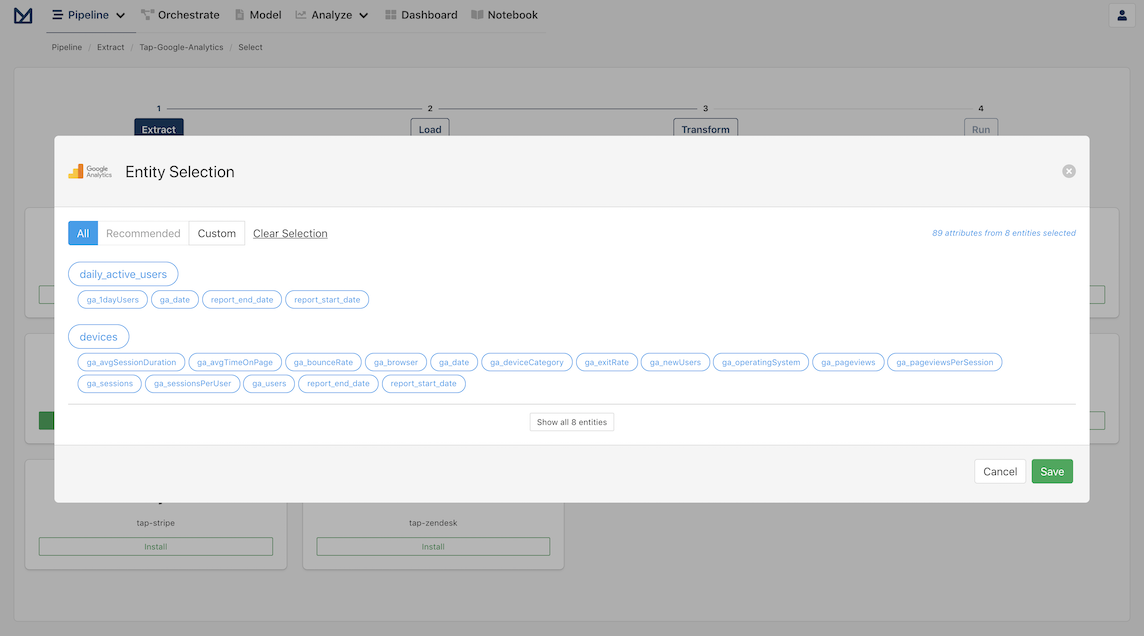 Pipeline Orchestrate Model Analyze Dashboard Notebook
Pipeline / Extract / Tap-Google-Analytics / Select
1 2 3 4
Extract Load Transform Run
Google Analytics Entity Selection
All Recommended Custom Clear Selection 89 attributes from 8 entities selected
daily_active_users
ga_1dayUsers ga_date report_end_date report_start_date
devices
ga_avgSessionDuration ga_avgTimeOnPage ga_bounceRate ga_browser ga_date ga_deviceCategory ga_exitRate ga_newUsers ga_operatingSystem ga_pageviews ga_pageviewsPerSession
ga_sessions ga_sessionsPerUser ga_users report_end_date report_start_date
Show all 8 entities
Cancel Save
tap-stripe tap-zendesk
Install Install